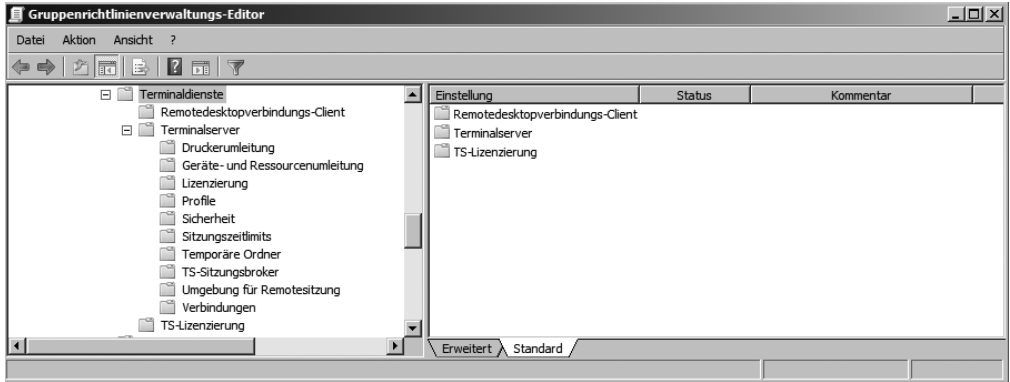 Gruppenrichtlinienverwaltungs-Editor
Datei Aktion Ansicht ?
Terminaldienste
Remotedesktopverbindungs-Client
Terminalserver
Druckerumleitung
Geräte- und Ressourcenumleitung
Lizenzierung
Profile
Sicherheit
Sitzungszeitlimits
Temporäre Ordner
TS-Sitzungsbroker
Umgebung für Remotesitzung
Verbindungen
TS-Lizenzierung
Einstellung Status Kommentar
Remotedesktopverbindungs-Client
Terminalserver
TS-Lizenzierung
Erweitert Standard